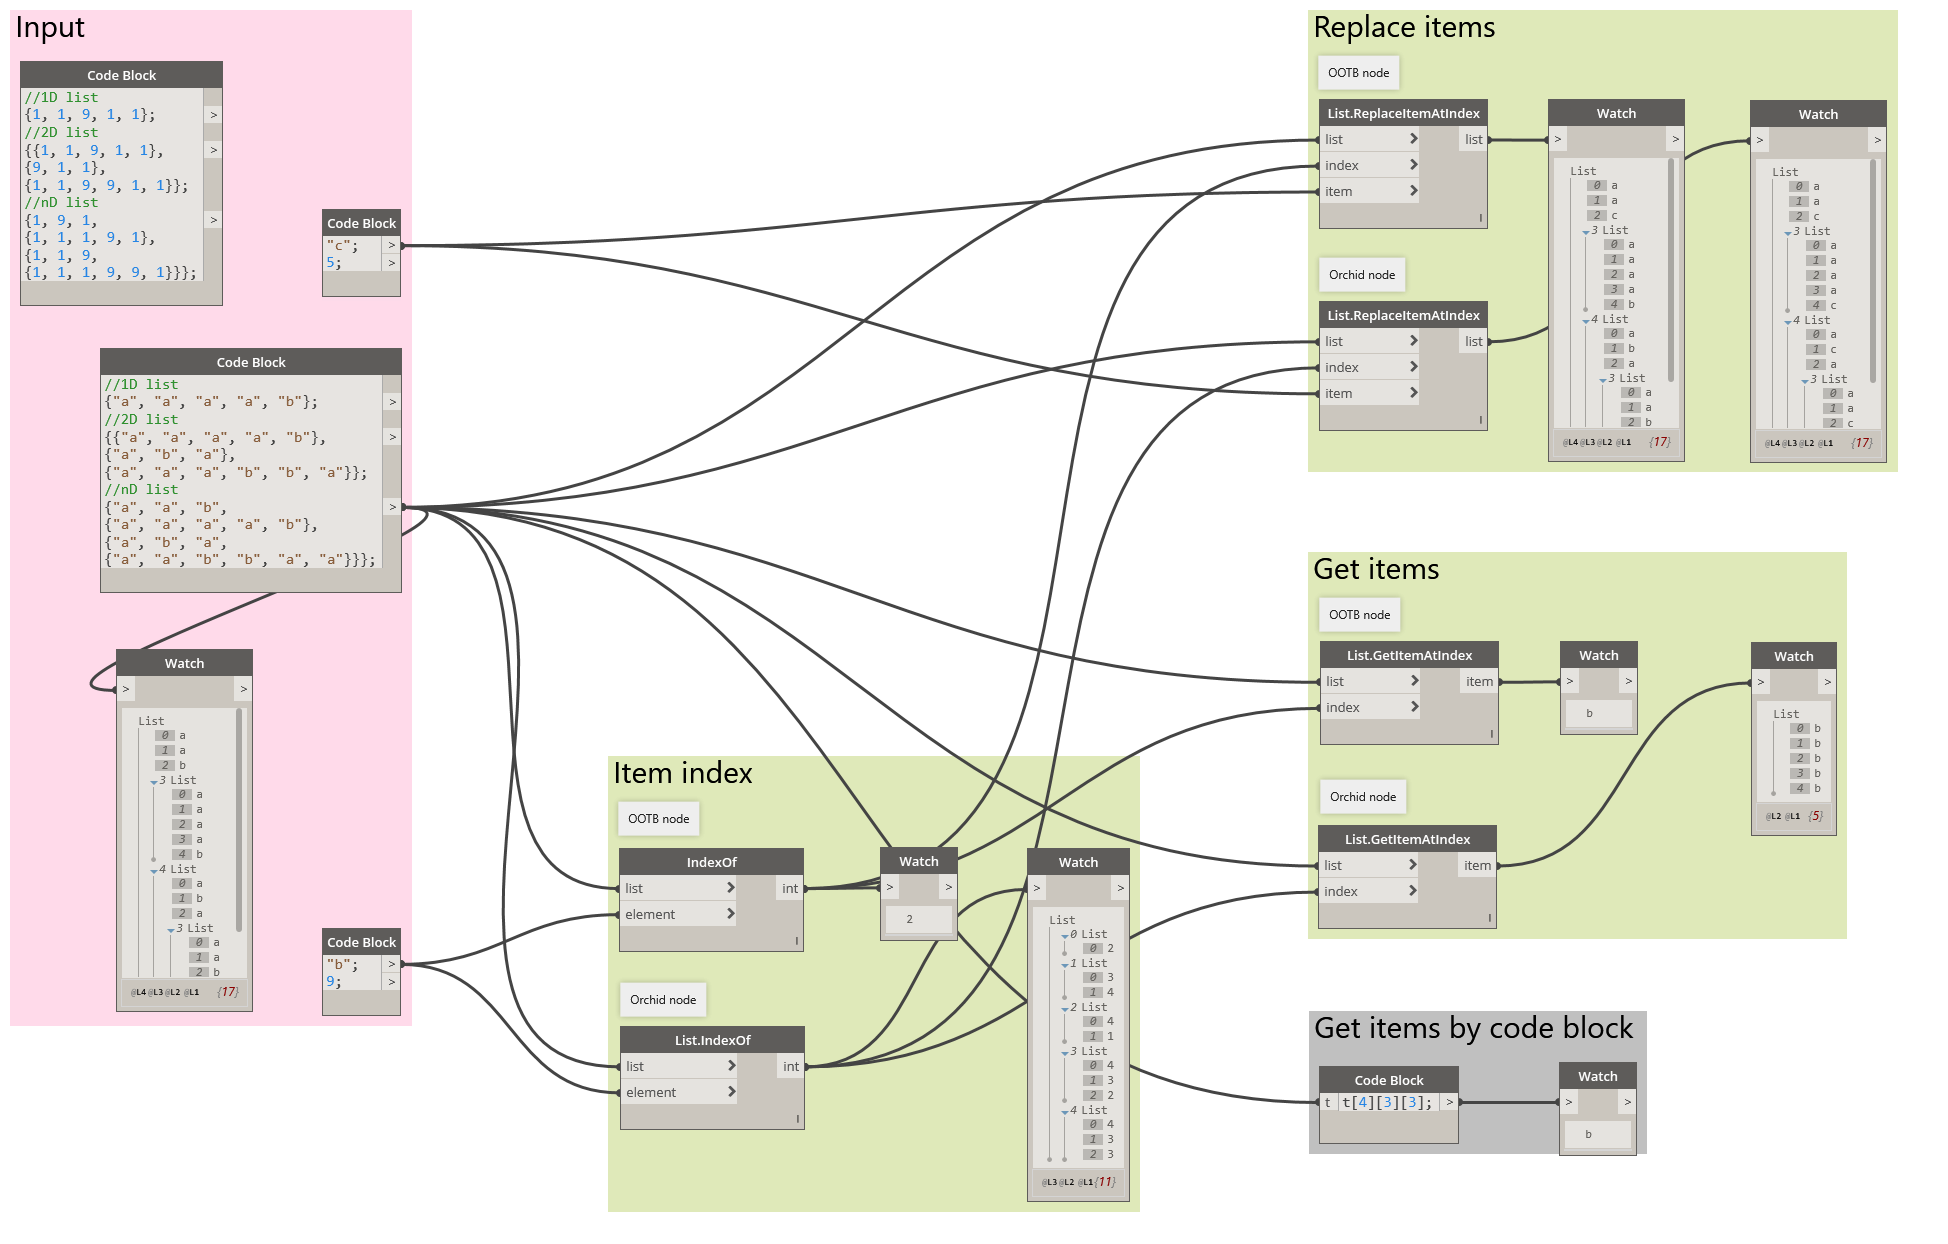 Input
Code Block
//1D list
{1, 1, 9, 1, 1}; >
//2D list
{{1, 1, 9, 1, 1}, >
{9, 1, 1},
{1, 1, 9, 9, 1, 1}};
//nD list
{1, 9, 1, >
{1, 1, 1, 9, 1},
{1, 1, 9,
{1, 1, 1, 9, 9, 1}}};
Code Block
"c"; >
5; >
Code Block
//1D list
{"a", "a", "a", "a", "b"}; >
//2D list
{{"a", "a", "a", "a", "b"}, >
{"a", "b", "a"},
{"a", "a", "a", "b", "b", "a"}};
//nD list
{"a", "a", "b", >
{"a", "a", "a", "a", "b"},
{"a", "b", "a",
{"a", "a", "b", "b", "a", "a"}}};
Watch
> >
List
0 a
1 a
2 b
3 List
0 a
1 a
2 a
3 a
4 b
4 List
0 a
1 b
2 a
3 List
0 a
1 a
2 b
@L4 @L3 @L2 @L1 {17}
Code Block
"b"; >
9; >
Item index
OOTB node
IndexOf
list > int
element >
l
Watch
> >
2
Orchid node
List.IndexOf
list > int
element >
l
Watch
> >
List
0 List
0 2
1 List
0 3
1 4
2 List
0 4
1 1
3 List
0 4
1 3
2 2
4 List
0 4
1 3
2 3
@L3 @L2 @L1 {11}
Replace items
OOTB node
List.ReplaceItemAtIndex
list > list
index >
item >
l
Orchid node
List.ReplaceItemAtIndex
list > list
index >
item >
l
Watch
> >
List
0 a
1 a
2 c
3 List
0 a
1 a
2 a
3 a
4 b
4 List
0 a
1 b
2 a
3 List
0 a
1 a
2 b
@L4 @L3 @L2 @L1 {17}
Watch
> >
List
0 a
1 a
2 c
3 List
0 a
1 a
2 a
3 a
4 c
4 List
0 a
1 c
2 a
3 List
0 a
1 a
2 c
@L4 @L3 @L2 @L1 {17}
Get items
OOTB node
List.GetItemAtIndex
list > item
index >
l
Watch
> >
b
Orchid node
List.GetItemAtIndex
list > item
index >
l
Watch
> >
List
0 b
1 b
2 b
3 b
4 b
@L2 @L1 {5}
Get items by code block
Code Block
t t[4][3][3]; >
Watch
> >
b